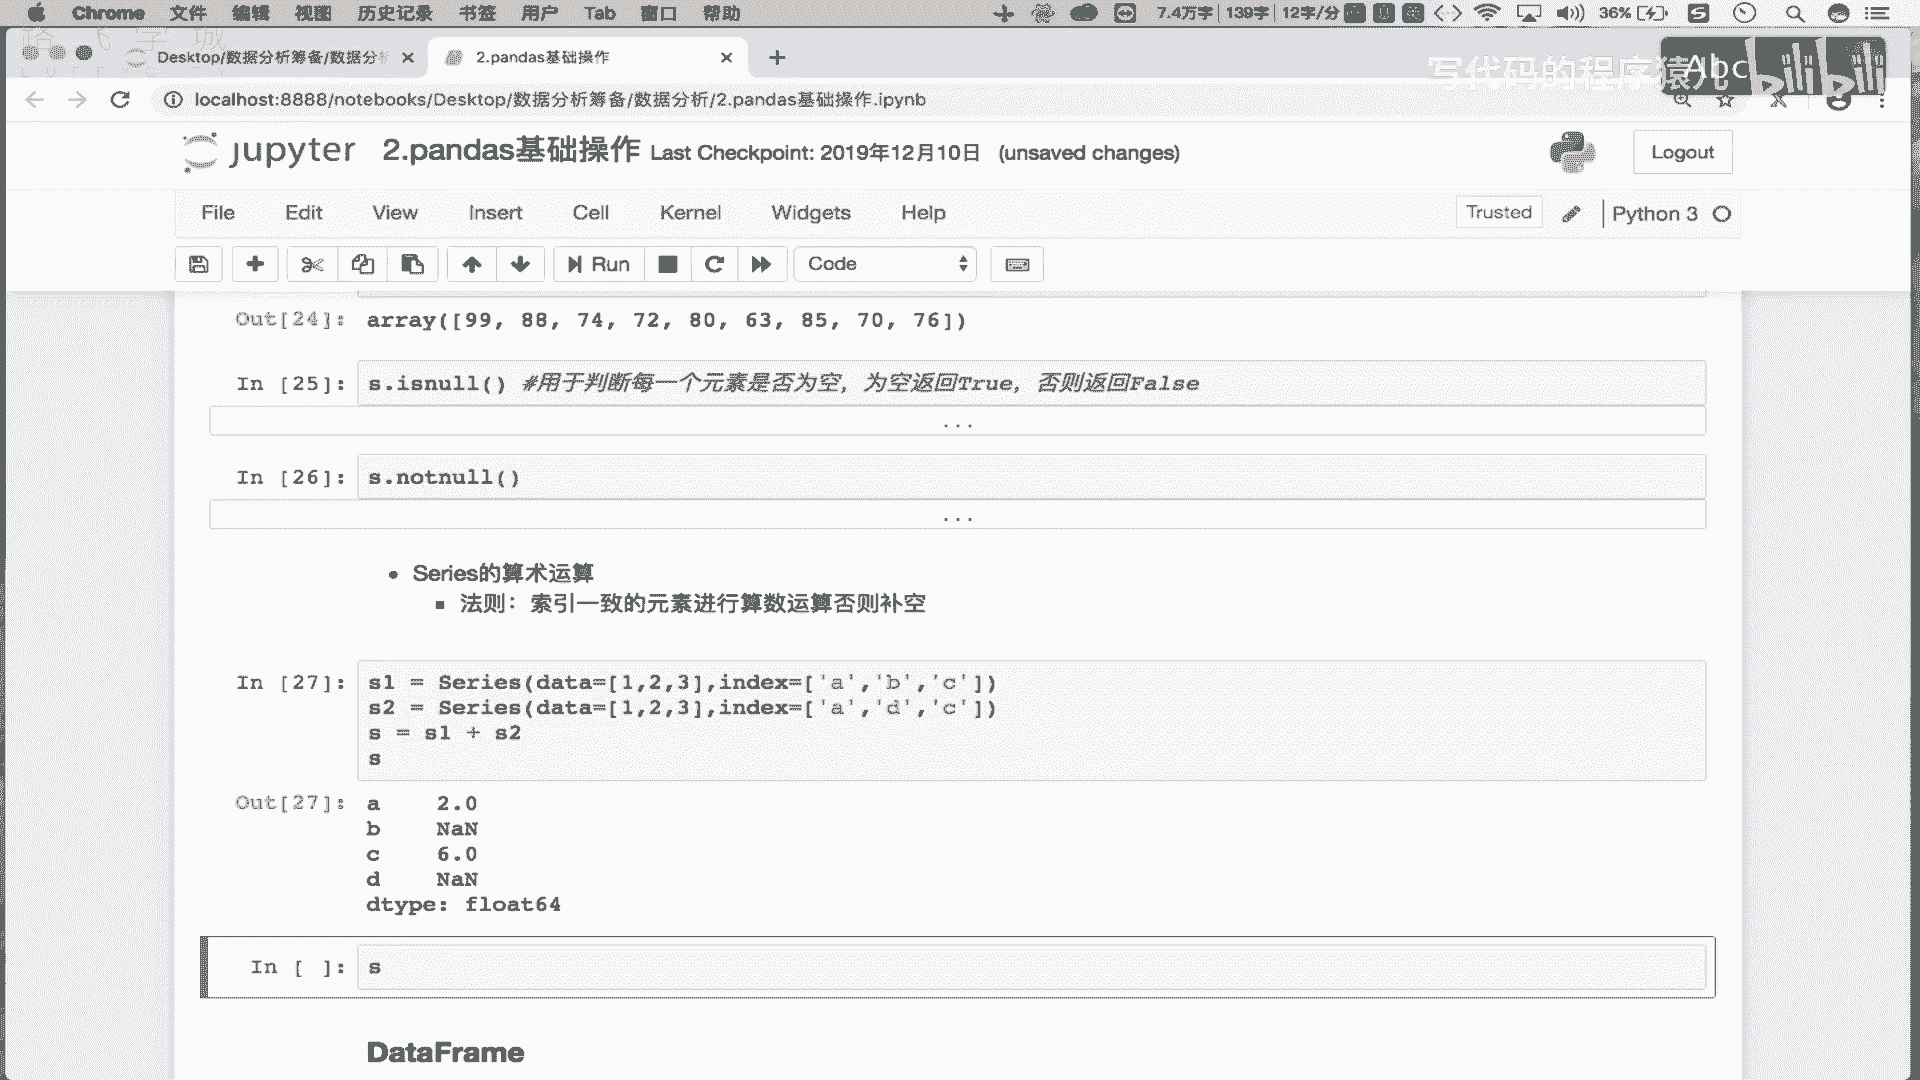 Chrome 文件 编辑 视图 历史记录 书签 用户 Tab 窗口 帮助 7.4万字 139字 12字/分 36%
Desktop/数据分析筹备/数据分析
2.pandas基础操作
写代码的程序猿儿 Abc bilibili
localhost:8888/notebooks/Desktop/数据分析筹备/数据分析/2.pandas基础操作.ipynb
jupyter 2.pandas基础操作 Last Checkpoint: 2019年12月10日 (unsaved changes)
Logout
File Edit View Insert Cell Kernel Widgets Help
Trusted Python 3
Run Code
Out[24]: array([99, 88, 74, 72, 80, 63, 85, 70, 76])
In [25]: s.isnull() #用于判断每一个元素是否为空，为空返回True，否则返回False
...
In [26]: s.notnull()
...
Series的算术运算
法则：索引一致的元素进行算数运算否则补空
In [27]: s1 = Series(data=[1,2,3],index=['a','b','c'])
s2 = Series(data=[1,2,3],index=['a','d','c'])
s = s1 + s2
s
Out[27]: a 2.0
b NaN
c 6.0
d NaN
dtype: float64
In [ ]: s
DataFrame